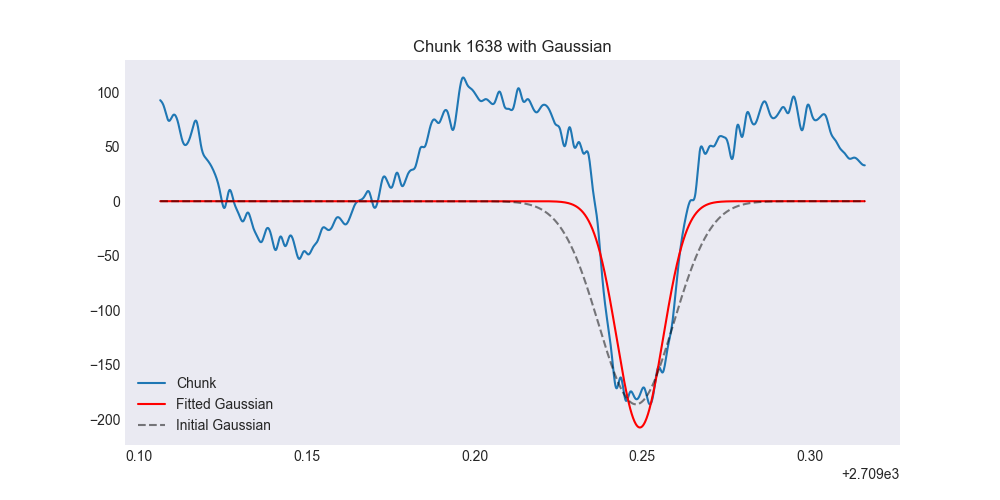 Chunk 1638 with Gaussian
100
50
0
−50
−100
−150
−200
Chunk
Fitted Gaussian
Initial Gaussian
0.10 0.15 0.20 0.25 0.30
+2.709e3